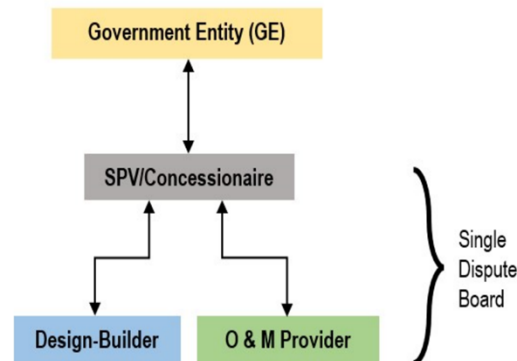 Government Entity (GE)
SPV/Concessionaire
Single
Dispute
Board
Design-Builder
O & M Provider